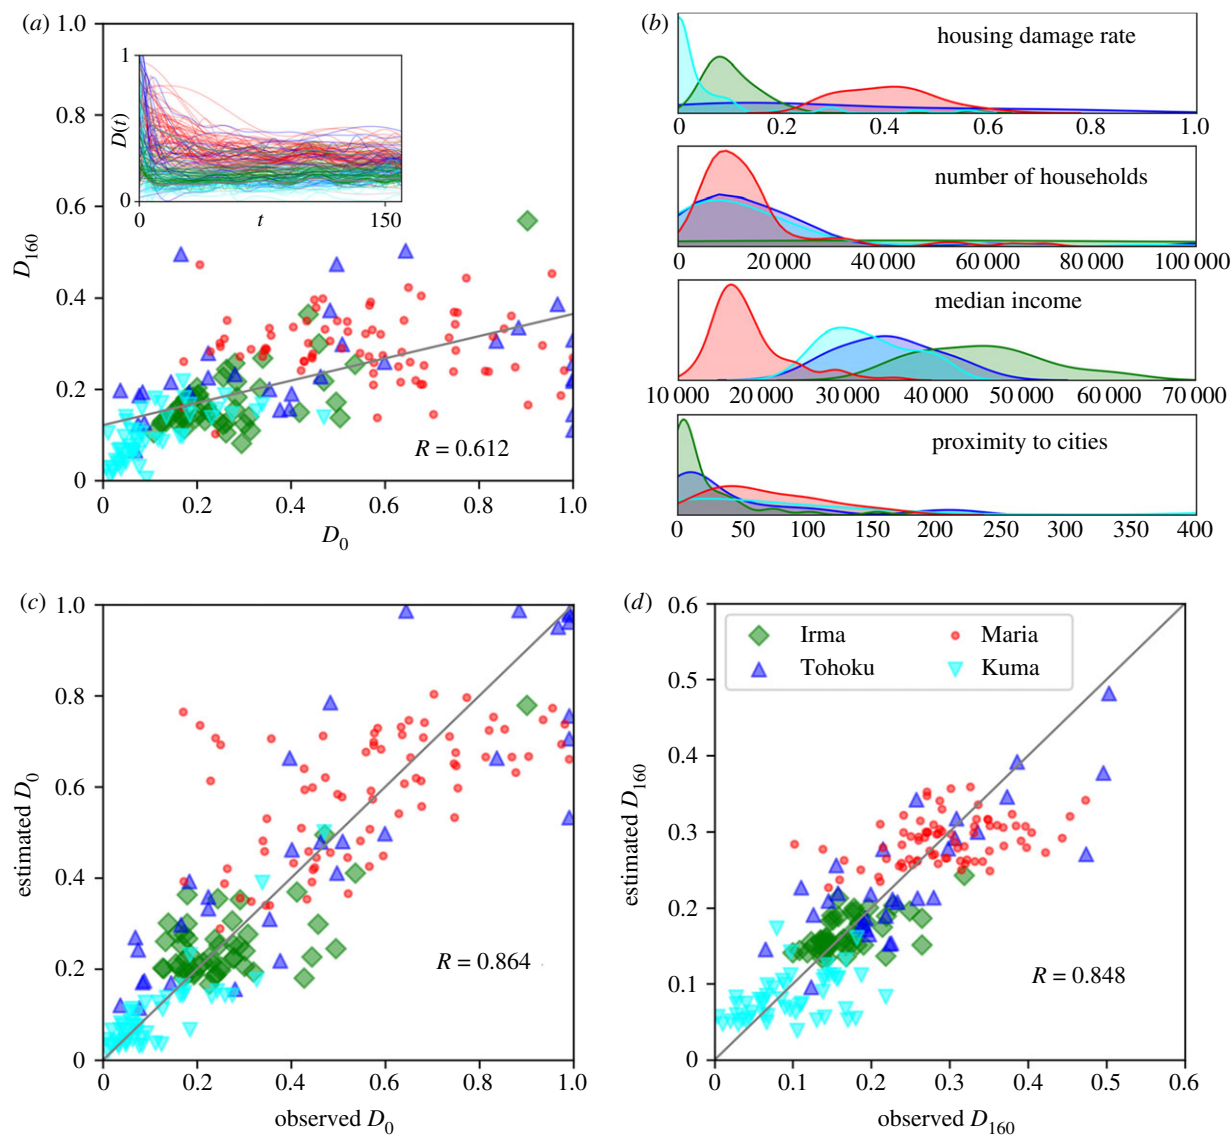 (a)
1.0
0.8
0.6
0.4
0.2
0
D160
1
D(t)
0
0
t
150
R = 0.612
0 0.2 0.4 0.6 0.8 1.0
D0
(b)
housing damage rate
0 0.2 0.4 0.6 0.8 1.0
number of households
0 20 000 40 000 60 000 80 000 100 000
median income
10 000 20 000 30 000 40 000 50 000 60 000 70 000
proximity to cities
0 50 100 150 200 250 300 350 400
(c)
1.0
0.8
0.6
0.4
0.2
0
estimated D0
R = 0.864
0 0.2 0.4 0.6 0.8 1.0
observed D0
(d)
0.6
0.5
0.4
0.3
0.2
0.1
0
estimated D160
Irma Maria
Tohoku Kuma
R = 0.848
0 0.1 0.2 0.3 0.4 0.5 0.6
observed D160